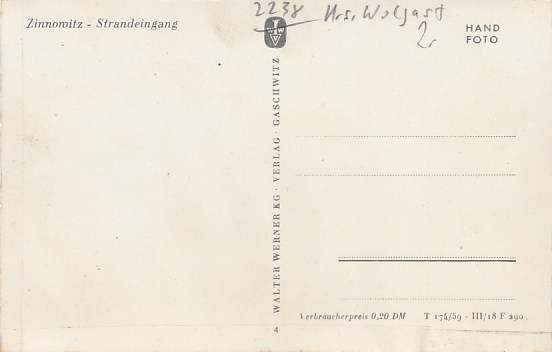 2238 Krs. Wolgast
2,
Zinnowitz - Strandeingang
HAND
FOTO
WALTER WERNER KG · VERLAG · GASCHWITZ
Verbraucherpreis 0,20 DM T 174/59 - III/18 F 290.
4